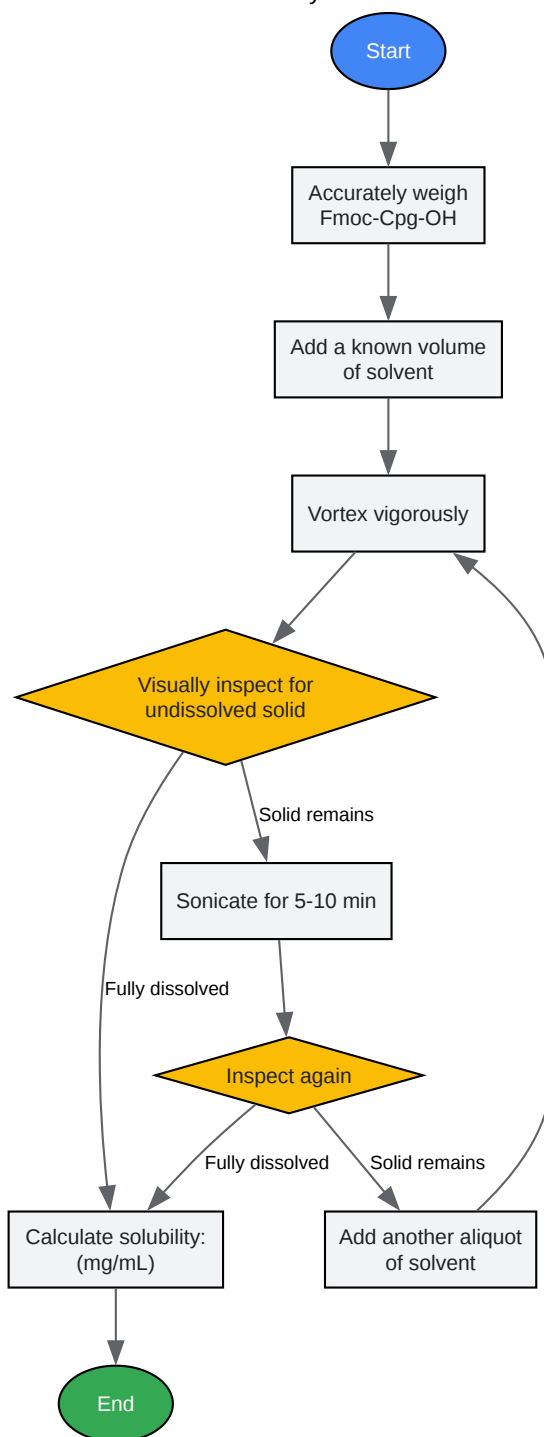 Start
Accurately weigh
Fmoc-Cpg-OH
Add a known volume
of solvent
Vortex vigorously
Visually inspect for
undissolved solid
Solid remains
Sonicate for 5-10 min
Fully dissolved
Inspect again
Fully dissolved
Solid remains
Calculate solubility:
(mg/mL)
Add another aliquot
of solvent
End